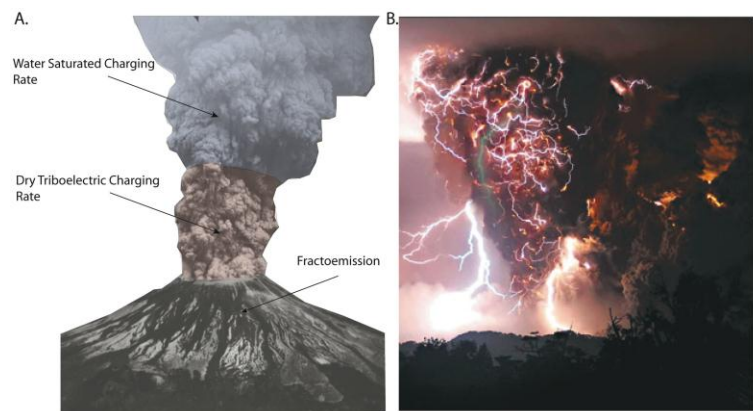 A.
Water Saturated Charging
Rate
Dry Triboelectric Charging
Rate
Fractoemission
B.